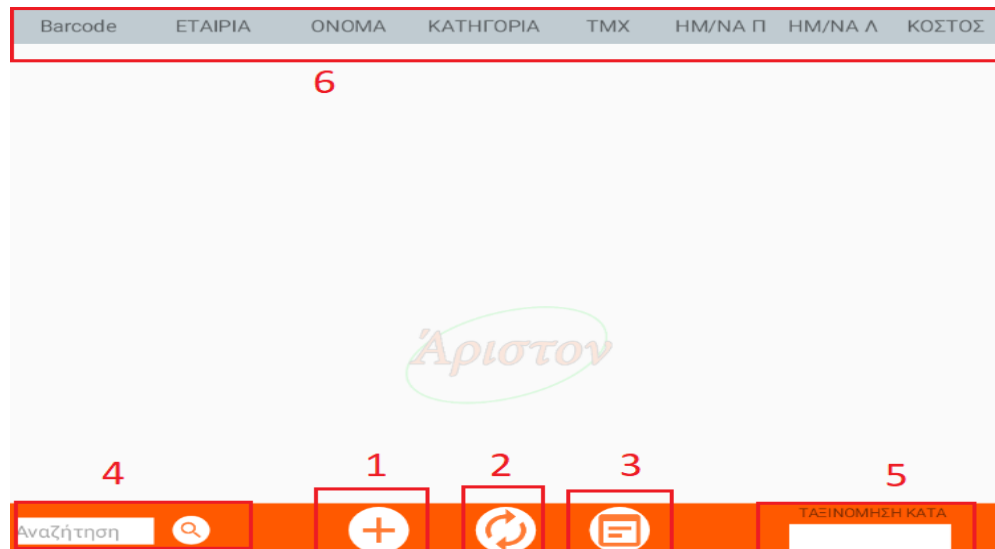 Barcode ΕΤΑΙΡΙΑ ΟΝΟΜΑ ΚΑΤΗΓΟΡΙΑ ΤΜΧ ΗΜ/ΝΑ Π ΗΜ/ΝΑ Λ ΚΟΣΤΟΣ
6
Άριστον
4 1 2 3 5
ΤΑΞΙΝΟΜΗΣΗ ΚΑΤΑ
Αναζήτηση